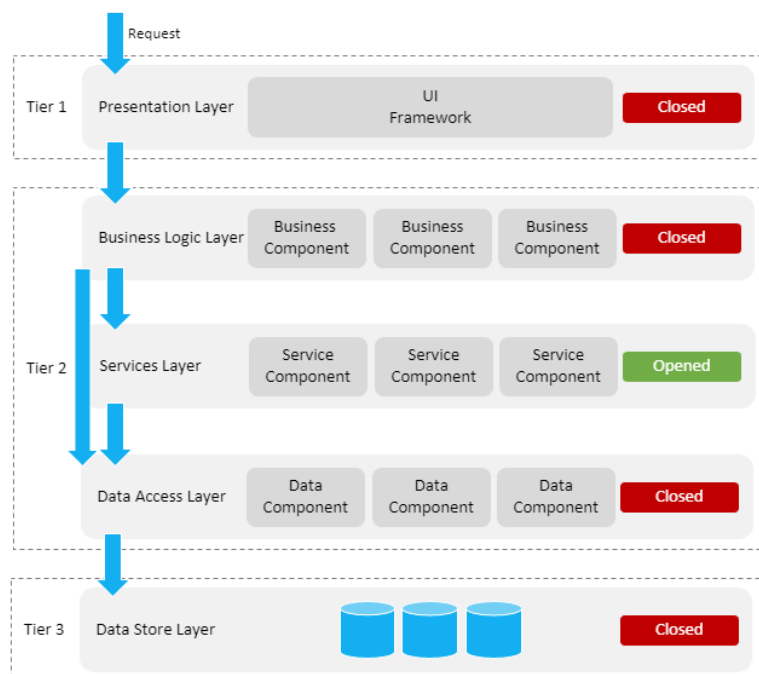 Request
Tier 1
Presentation Layer
UI
Framework
Closed
Business Logic Layer
Business
Component
Business
Component
Business
Component
Closed
Tier 2
Services Layer
Service
Component
Service
Component
Service
Component
Opened
Data Access Layer
Data
Component
Data
Component
Data
Component
Closed
Tier 3
Data Store Layer
Closed